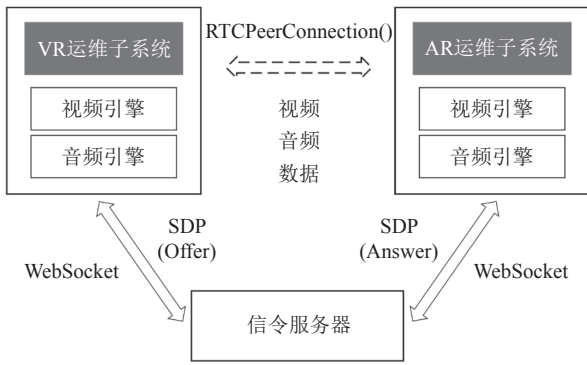 VR运维子系统
视频引擎
音频引擎
RTCPeerConnection()
视频
音频
数据
AR运维子系统
视频引擎
音频引擎
SDP
(Offer)
WebSocket
SDP
(Answer)
WebSocket
信令服务器